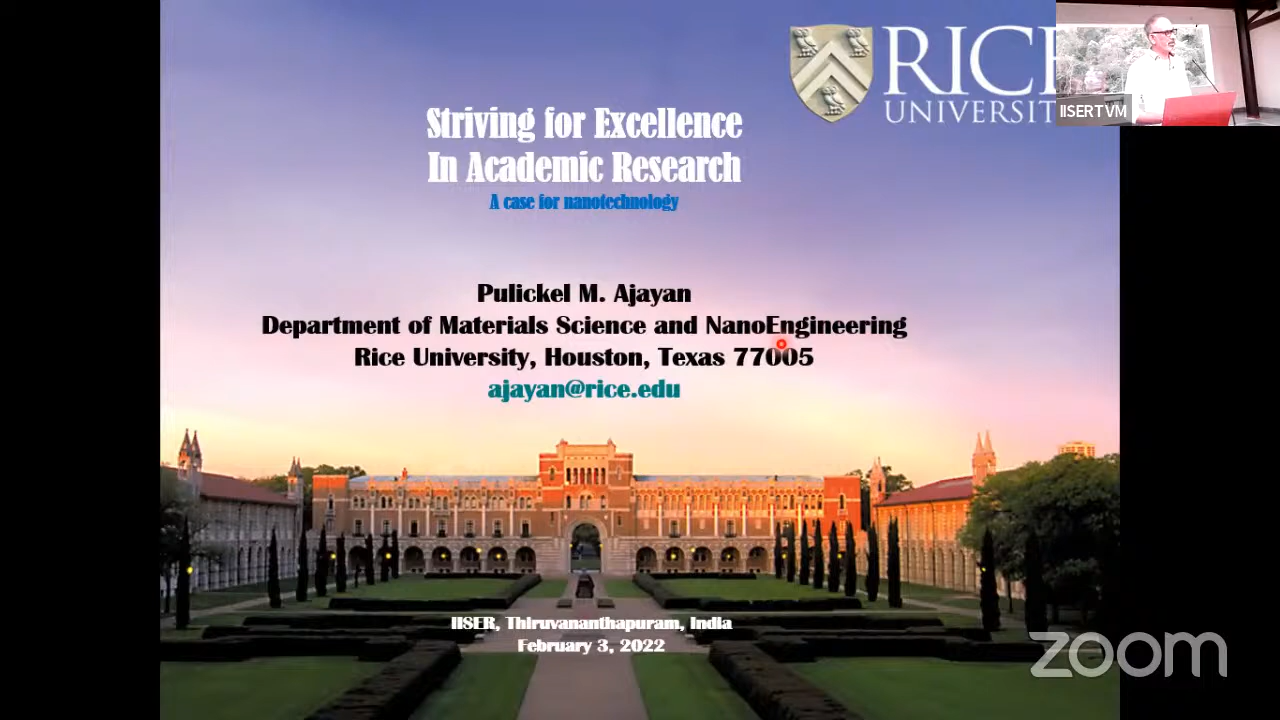 RICE
UNIVERSIT
IISERTVM
Striving for Excellence
In Academic Research
A case for nanotechnology
Pulickel M. Ajayan
Department of Materials Science and NanoEngineering
Rice University, Houston, Texas 77005
ajayan@rice.edu
IISER, Thiruvananthapuram, India
February 3, 2022
zoom